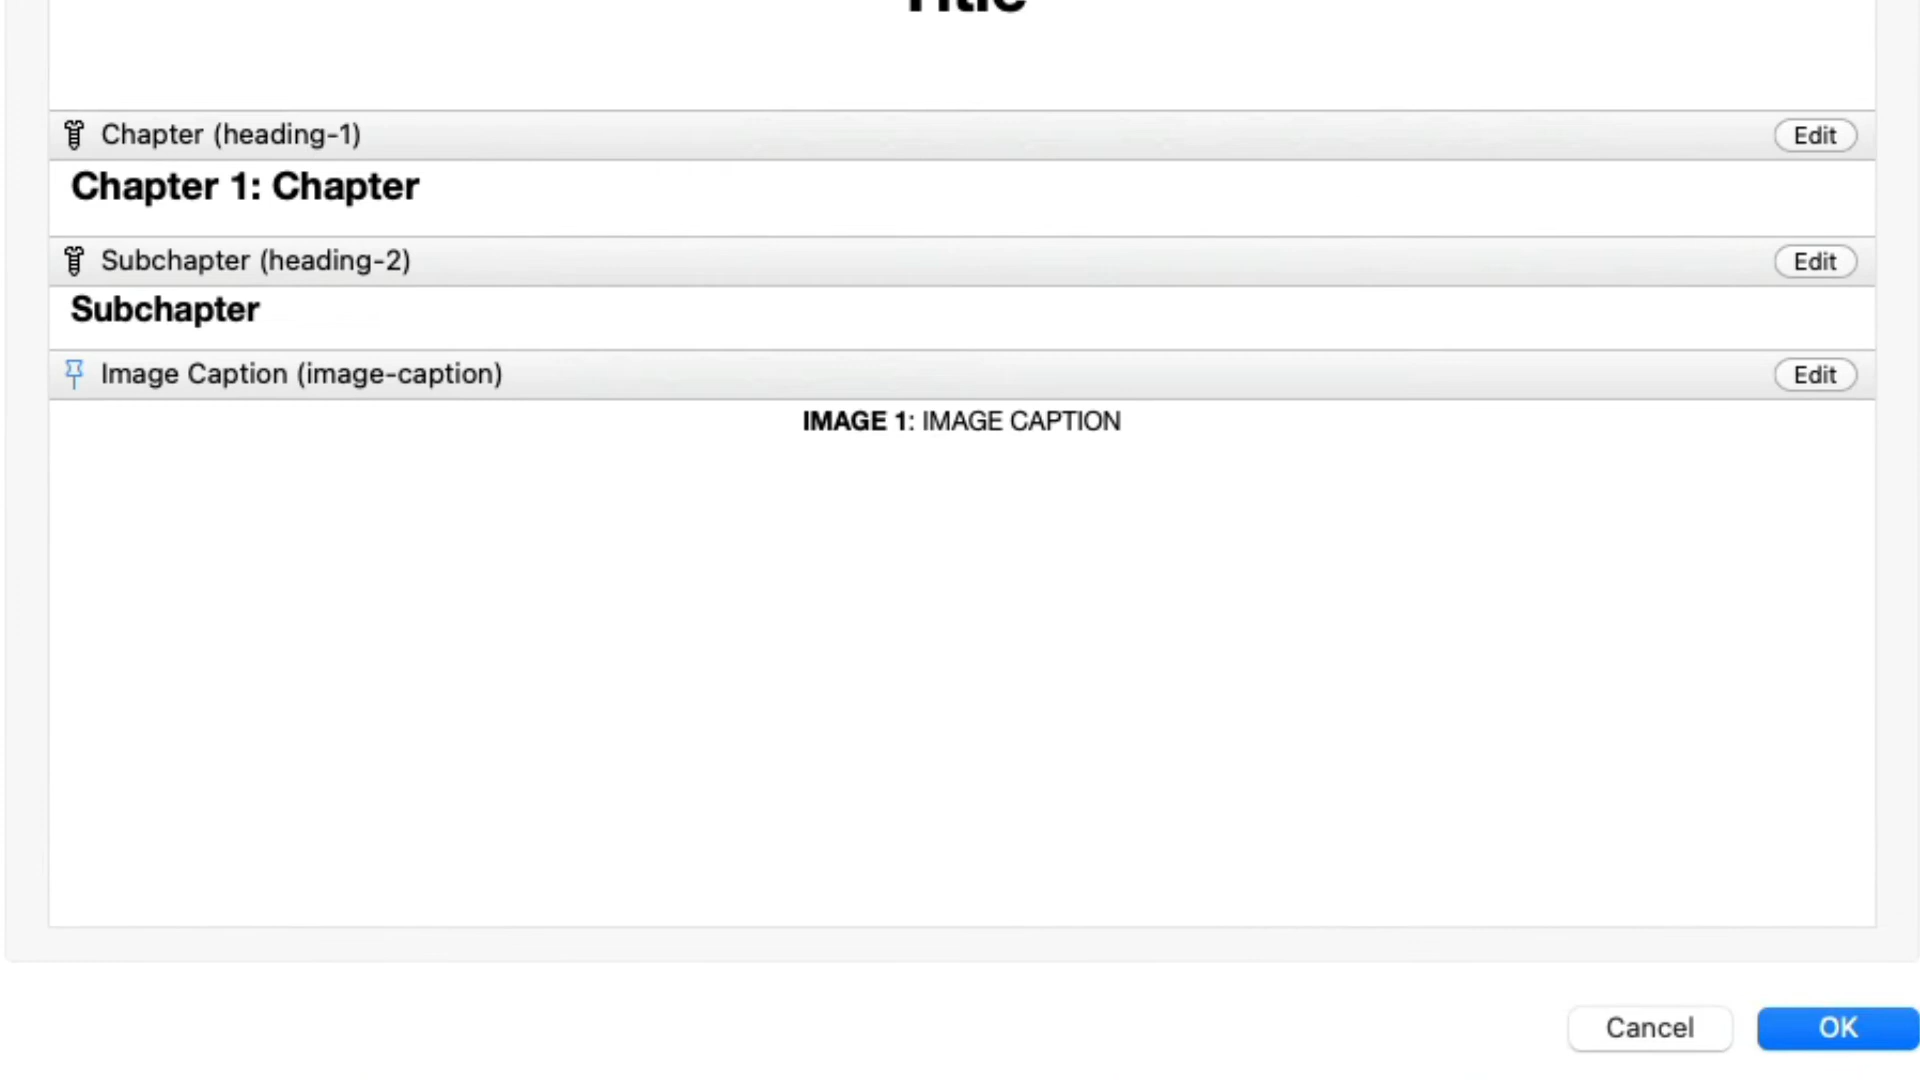 Title
Chapter (heading-1)
Edit
Chapter 1: Chapter
Subchapter (heading-2)
Edit
Subchapter
Image Caption (image-caption)
Edit
IMAGE 1: IMAGE CAPTION
Cancel
OK